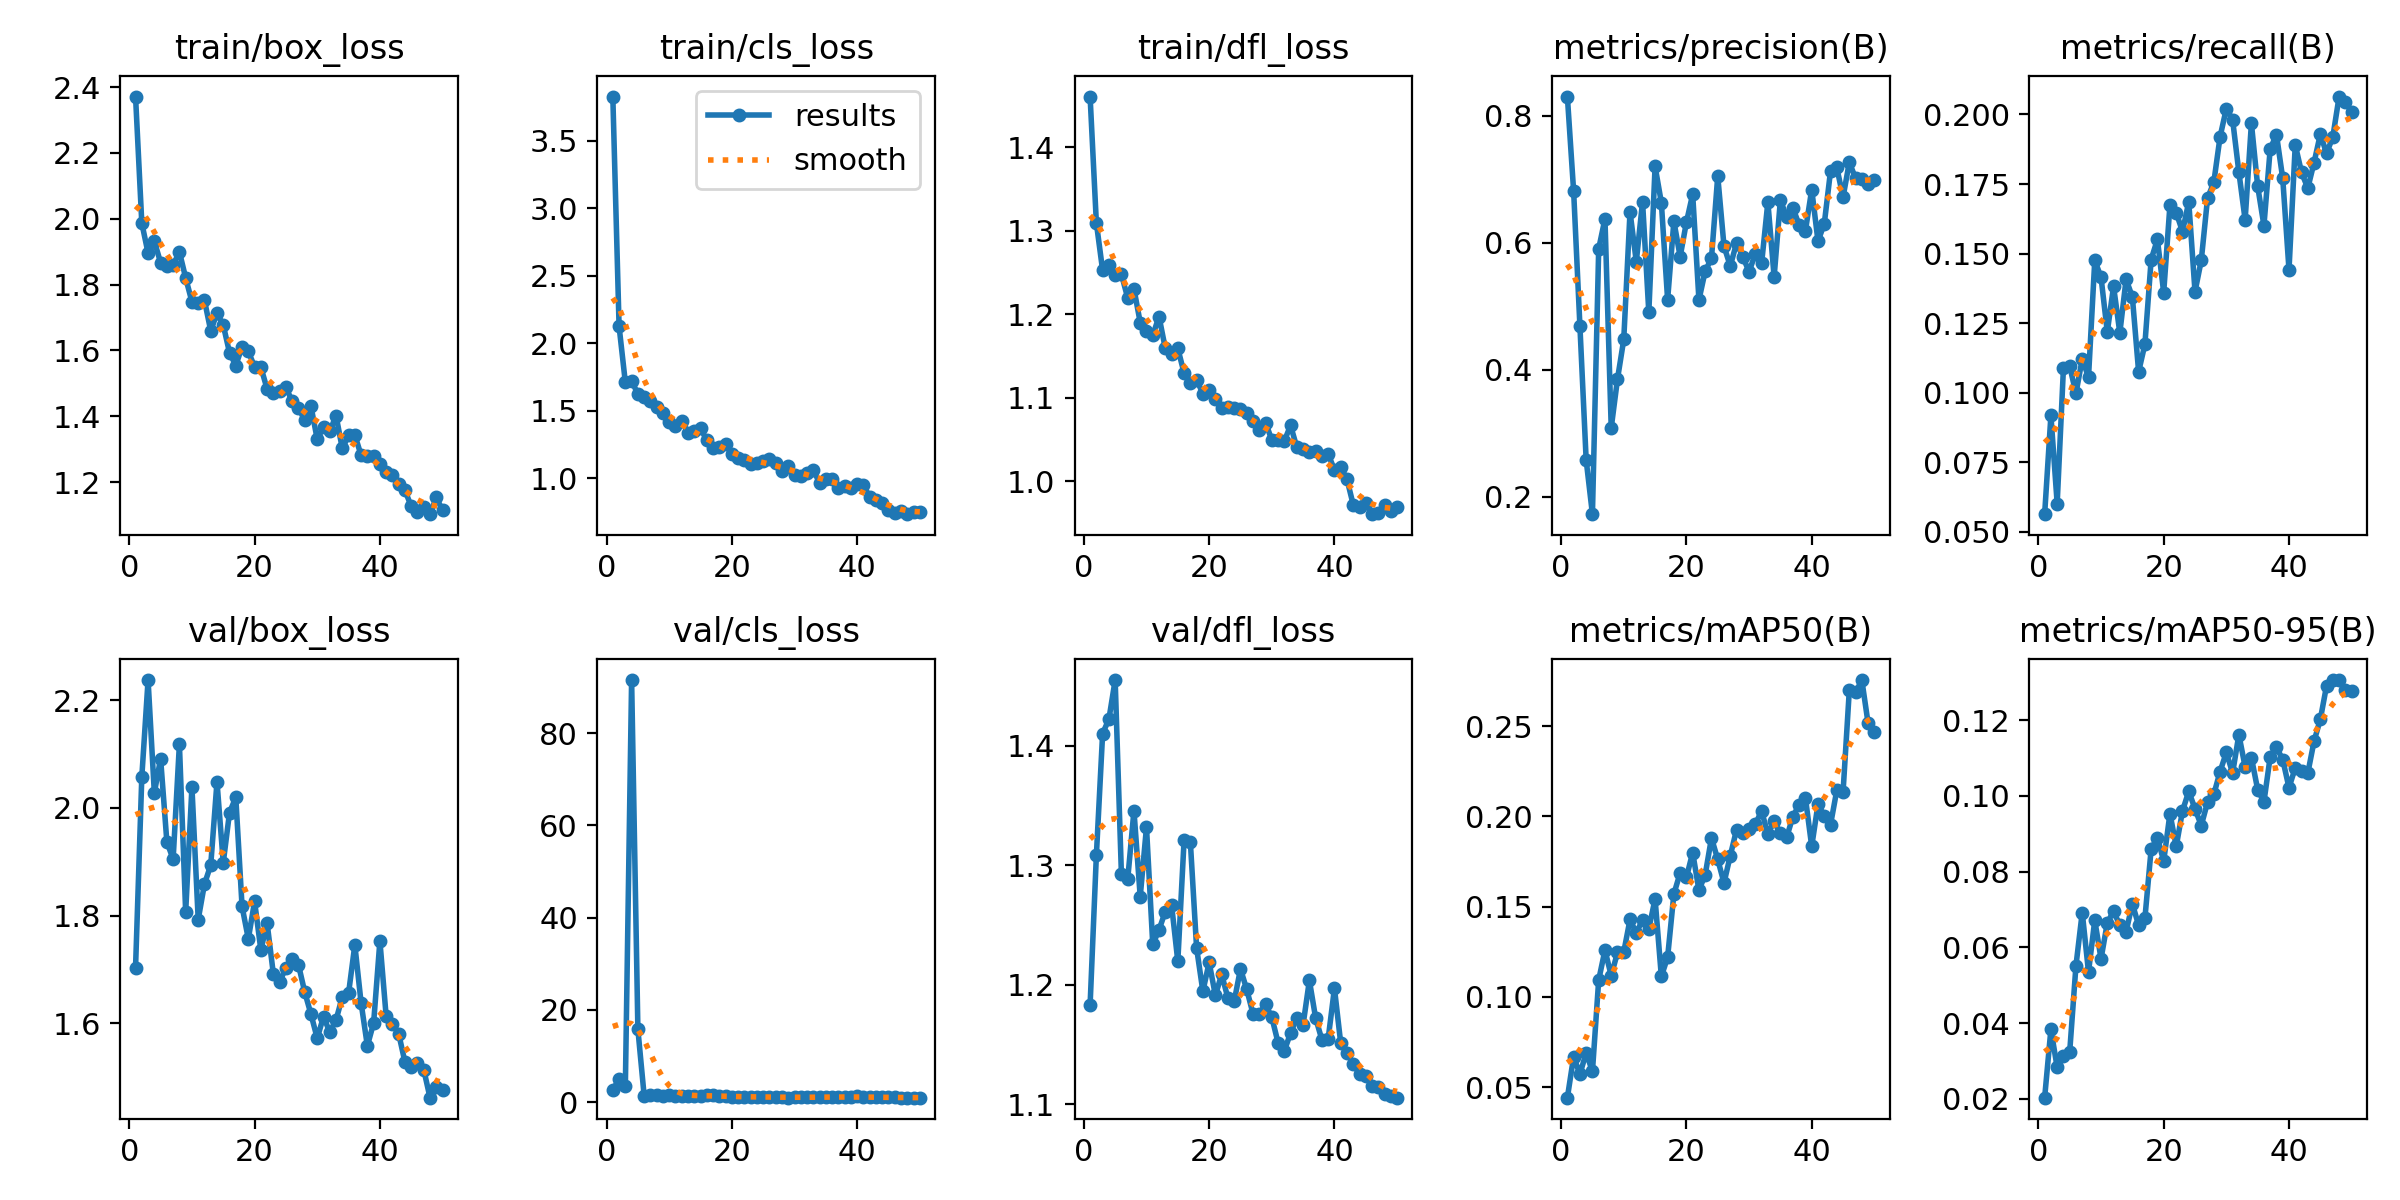 train/box_loss
2.4
2.2
2.0
1.8
1.6
1.4
1.2
0 20 40
train/cls_loss
results
smooth
3.5
3.0
2.5
2.0
1.5
1.0
0 20 40
train/dfl_loss
1.4
1.3
1.2
1.1
1.0
0 20 40
metrics/precision(B)
0.8
0.6
0.4
0.2
0 20 40
metrics/recall(B)
0.200
0.175
0.150
0.125
0.100
0.075
0.050
0 20 40
val/box_loss
2.2
2.0
1.8
1.6
0 20 40
val/cls_loss
80
60
40
20
0
0 20 40
val/dfl_loss
1.4
1.3
1.2
1.1
0 20 40
metrics/mAP50(B)
0.25
0.20
0.15
0.10
0.05
0 20 40
metrics/mAP50-95(B)
0.12
0.10
0.08
0.06
0.04
0.02
0 20 40